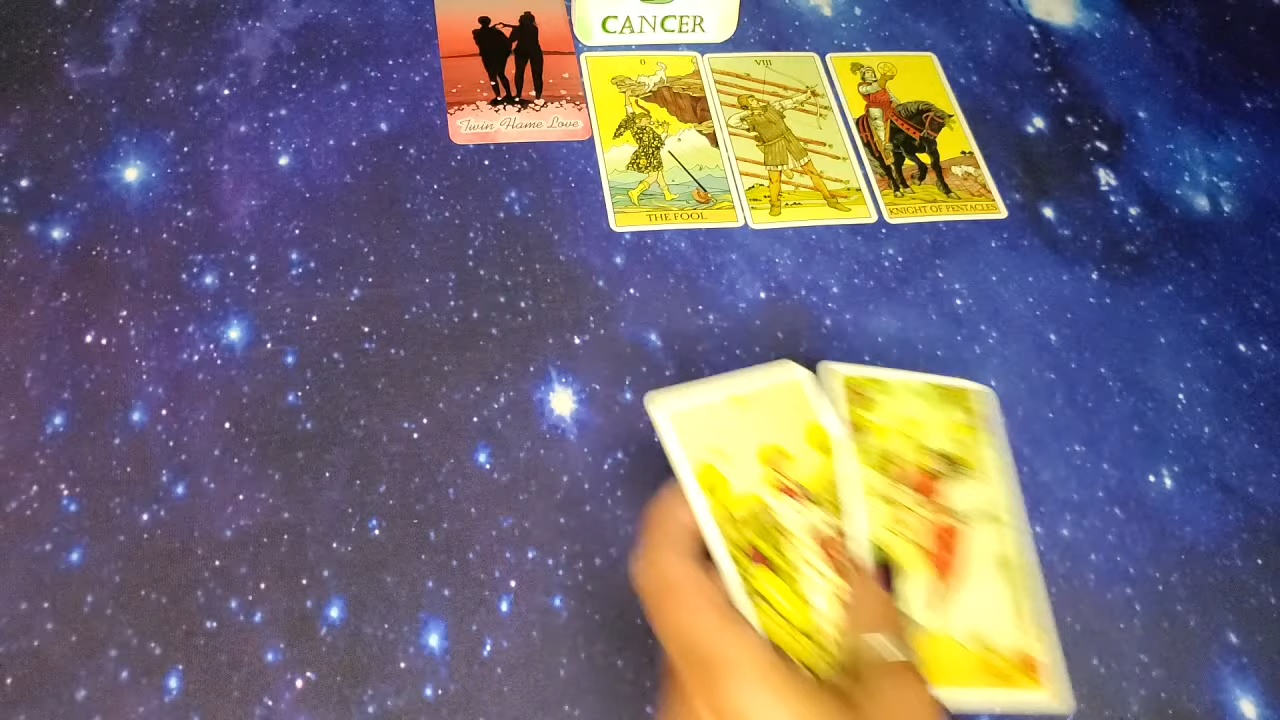 CANCER
Twin Flame Love
0
THE FOOL
VIII
KNIGHT OF PENTACLES